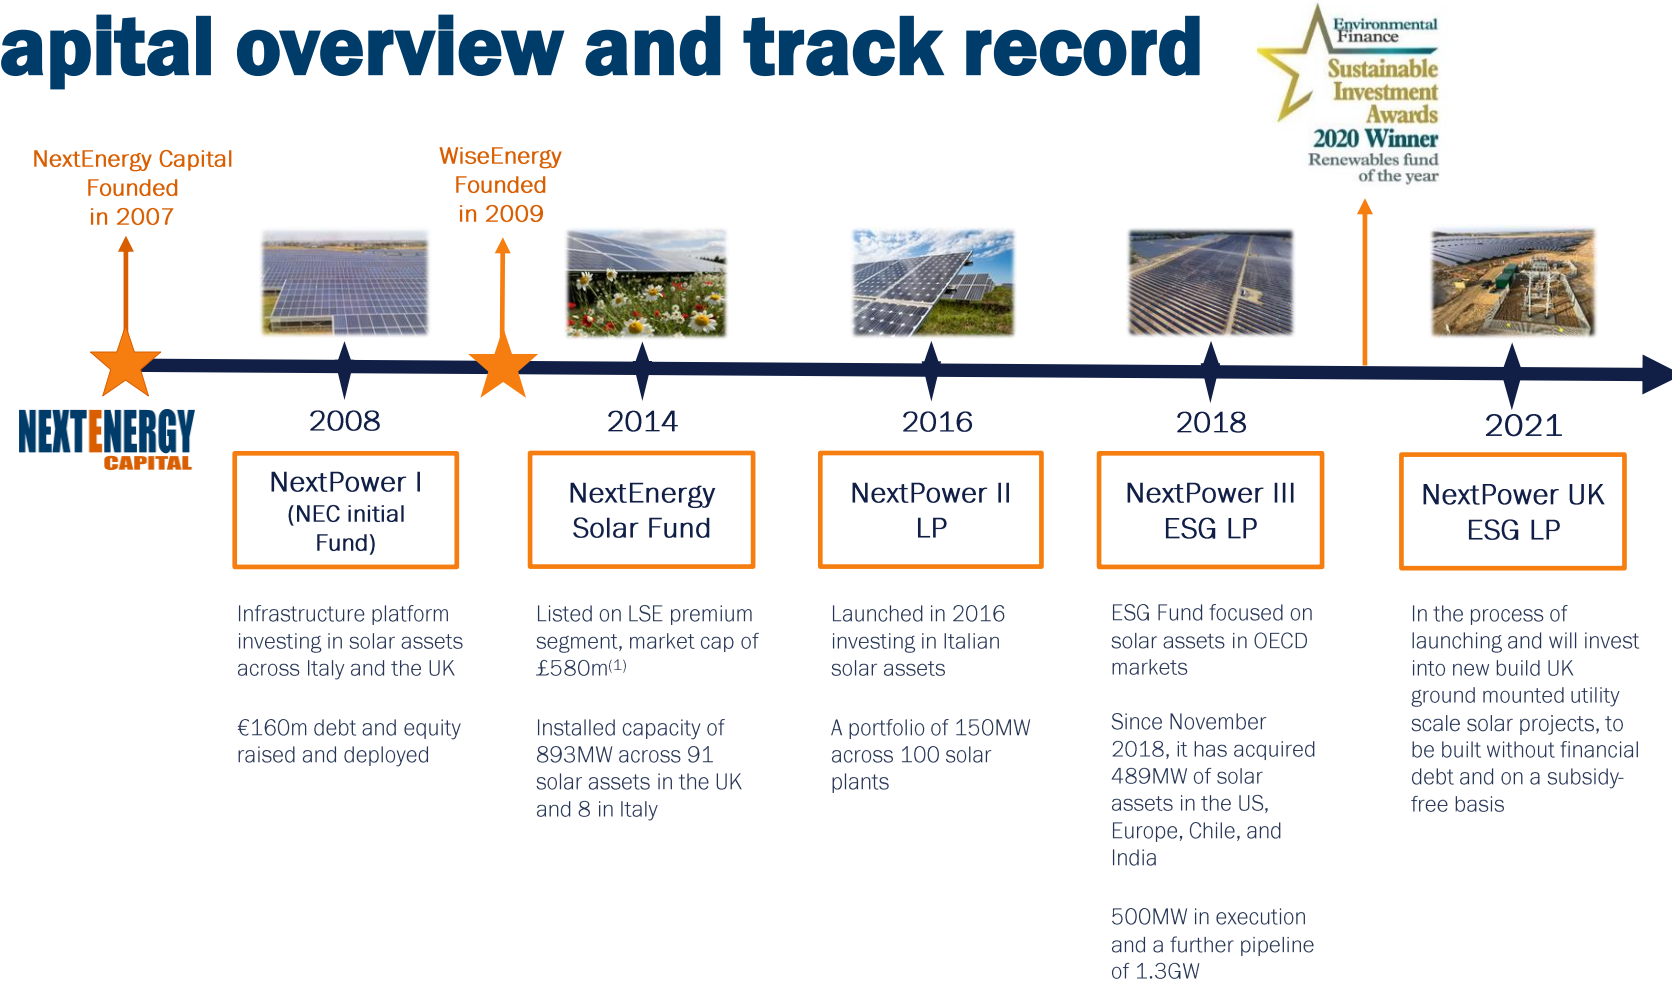 apital overview and track record
Environmental
Finance
Sustainable
Investment
Awards
2020 Winner
Renewables fund
of the year
NextEnergy Capital
Founded
in 2007
WiseEnergy
Founded
in 2009
NEXTENERGY
CAPITAL
2008
NextPower I
(NEC initial
Fund)
Infrastructure platform
investing in solar assets
across Italy and the UK
€160m debt and equity
raised and deployed
2014
NextEnergy
Solar Fund
Listed on LSE premium
segment, market cap of
£580m(1)
Installed capacity of
893MW across 91
solar assets in the UK
and 8 in Italy
2016
NextPower II
LP
Launched in 2016
investing in Italian
solar assets
A portfolio of 150MW
across 100 solar
plants
2018
NextPower III
ESG LP
ESG Fund focused on
solar assets in OECD
markets
Since November
2018, it has acquired
489MW of solar
assets in the US,
Europe, Chile, and
India
500MW in execution
and a further pipeline
of 1.3GW
2021
NextPower UK
ESG LP
In the process of
launching and will invest
into new build UK
ground mounted utility
scale solar projects, to
be built without financial
debt and on a subsidy-
free basis